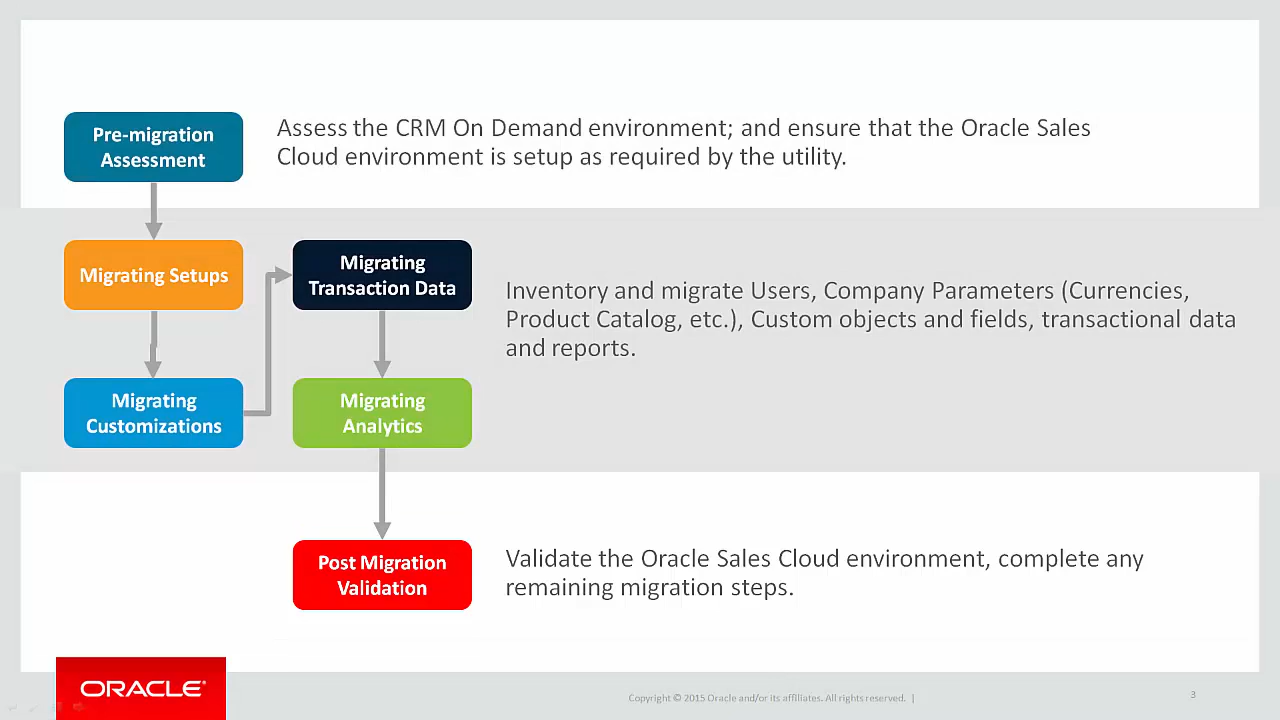 Pre-migration
Assessment
Assess the CRM On Demand environment; and ensure that the Oracle Sales
Cloud environment is setup as required by the utility.
Migrating Setups
Migrating
Customizations
Migrating
Transaction Data
Migrating
Analytics
Inventory and migrate Users, Company Parameters (Currencies,
Product Catalog, etc.), Custom objects and fields, transactional data
and reports.
Post Migration
Validation
Validate the Oracle Sales Cloud environment, complete any
remaining migration steps.
ORACLE®
Copyright © 2015 Oracle and/or its affiliates. All rights reserved. |
3